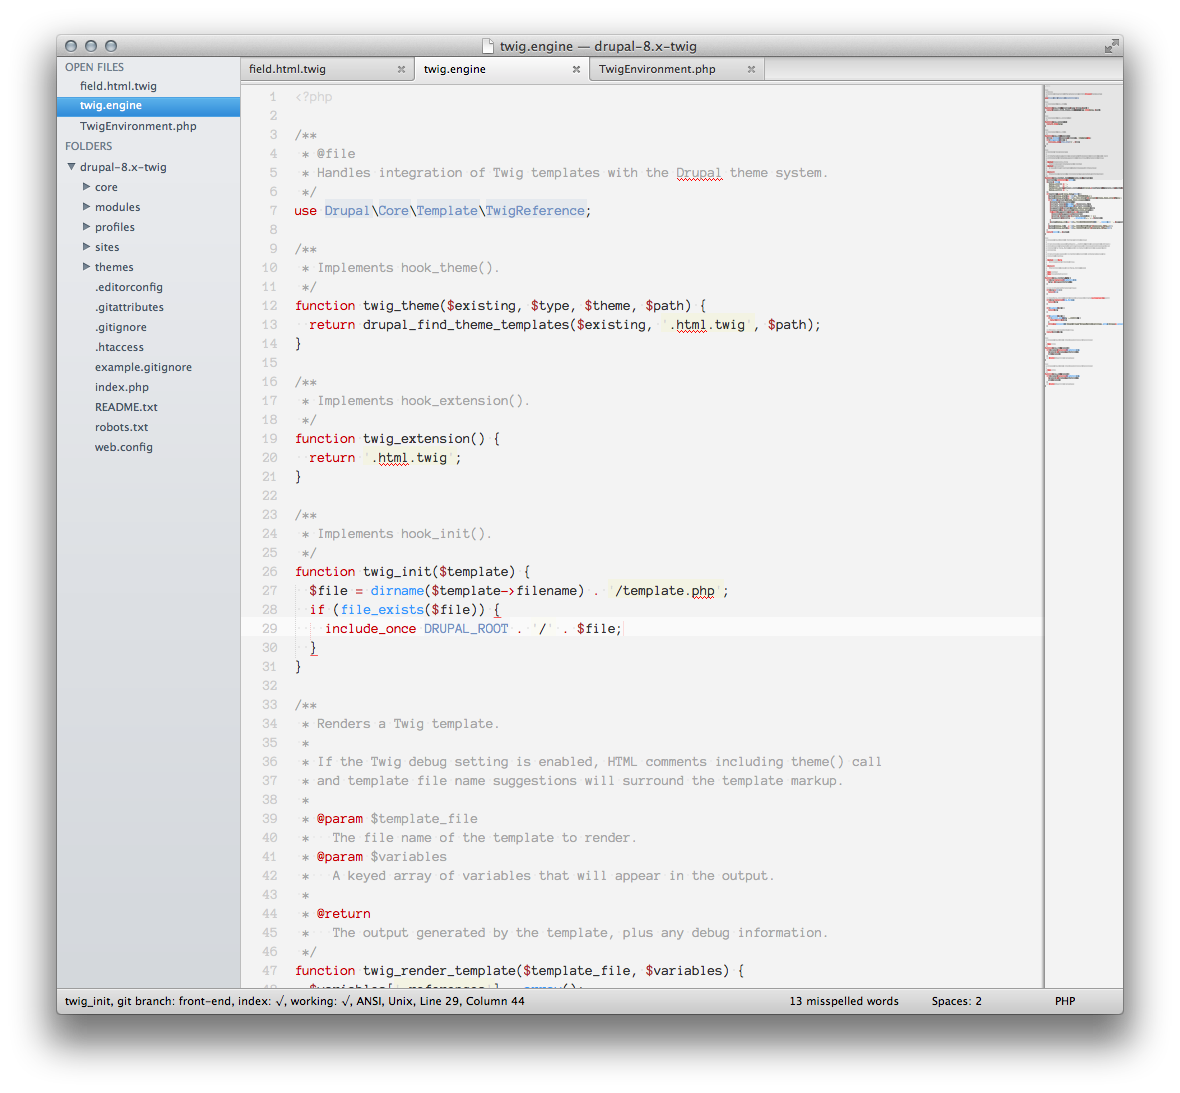 twig.engine — drupal-8.x-twig
OPEN FILES
field.html.twig
twig.engine
TwigEnvironment.php
FOLDERS
drupal-8.x-twig
core
modules
profiles
sites
themes
.editorconfig
.gitattributes
.gitignore
.htaccess
example.gitignore
index.php
README.txt
robots.txt
web.config
field.html.twig
twig.engine
TwigEnvironment.php
1 <?php
2
3 /**
4 * @file
5 * Handles integration of Twig templates with the Drupal theme system.
6 */
7 use Drupal\Core\Template\TwigReference;
8
9 /**
10 * Implements hook_theme().
11 */
12 function twig_theme($existing, $type, $theme, $path) {
13 return drupal_find_theme_templates($existing, '.html.twig', $path);
14 }
15
16 /**
17 * Implements hook_extension().
18 */
19 function twig_extension() {
20 return '.html.twig';
21 }
22
23 /**
24 * Implements hook_init().
25 */
26 function twig_init($template) {
27 $file = dirname($template->filename) . '/template.php';
28 if (file_exists($file)) {
29 include_once DRUPAL_ROOT . '/' . $file;
30 }
31 }
32
33 /**
34 * Renders a Twig template.
35 *
36 * If the Twig debug setting is enabled, HTML comments including theme() call
37 * and template file name suggestions will surround the template markup.
38 *
39 * @param $template_file
40 * The file name of the template to render.
41 * @param $variables
42 * A keyed array of variables that will appear in the output.
43 *
44 * @return
45 * The output generated by the template, plus any debug information.
46 */
47 function twig_render_template($template_file, $variables) {
twig_init, git branch: front-end, index: √, working: √, ANSI, Unix, Line 29, Column 44
13 misspelled words
Spaces: 2
PHP